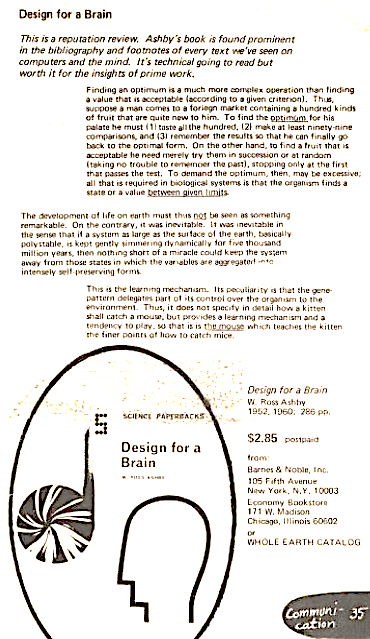 Design for a Brain
This is a reputation review. Ashby's book is found prominent
in the bibliography and footnotes of every text we've seen on
computers and the mind. It's technical going to read but
worth it for the insights of prime work.
Finding an optimum is a much more complex operation than finding
a value that is acceptable (according to a given criterion). Thus,
suppose a man comes to a foriegn market containing a hundred kinds
of fruit that are quite new to him. To find the optimum for his
palate he must (1) taste all the hundred, (2) make at least ninety-nine
comparisons, and (3) remember the results so that he can finally go
back to the optimal form. On the other hand, to find a fruit that is
acceptable he need merely try them in succession or at random
(taking no trouble to remember the past), stopping only at the first
that passes the test. To demand the optimum, then, may be excessive;
all that is required in biological systems is that the organism finds a
state or a value between given limits.
The development of life on earth must thus not be seen as something
remarkable. On the contrary, it was inevitable. It was inevitable in
the sense that if a system as large as the surface of the earth, basically
polystable, is kept gently simmering dynamically for five thousand
million years, then nothing short of a miracle could keep the system
away from those states in which the variables are aggregated into
intensely self-preserving forms.
This is the learning mechanism. Its peculiarity is that the gene-
pattern delegates part of its control over the organism to the
environment. Thus, it does not specify in detail how a kitten
shall catch a mouse, but provides a learning mechanism and a
tendency to play, so that is is the mouse which teaches the kitten
the finer points of how to catch mice.
SCIENCE PAPERBACKS
Design for a
Brain
W. ROSS ASHBY
Design for a Brain
W. Ross Ashby
1952, 1960; 286 pp.
$2.85 postpaid
from:
Barnes & Noble, Inc.
105 Fifth Avenue
New York, N.Y. 10003
Economy Bookstore
171 W. Madison
Chicago, Illinois 60602
or
WHOLE EARTH CATALOG
Communi-
cation 35